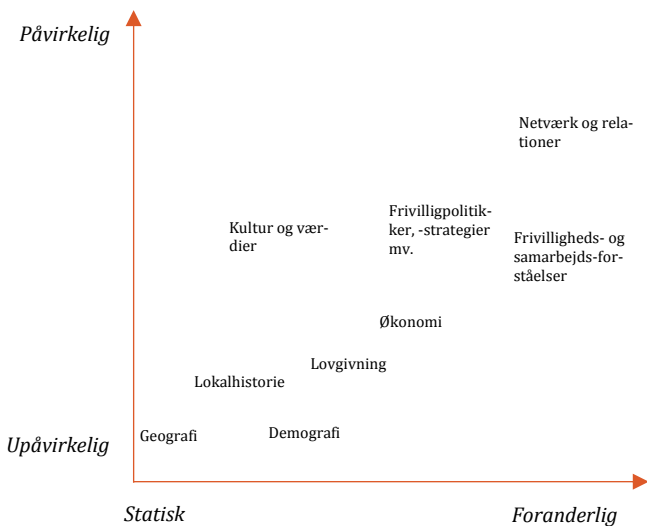 Påvirkelig
Netværk og rela-
tioner
Kultur og vær-
dier
Frivilligpolitik-
ker, -strategier
mv.
Frivilligheds- og
samarbejds-for-
ståelser
Økonomi
Lovgivning
Lokalhistorie
Upåvirkelig
Geografi
Demografi
Statisk
Foranderlig